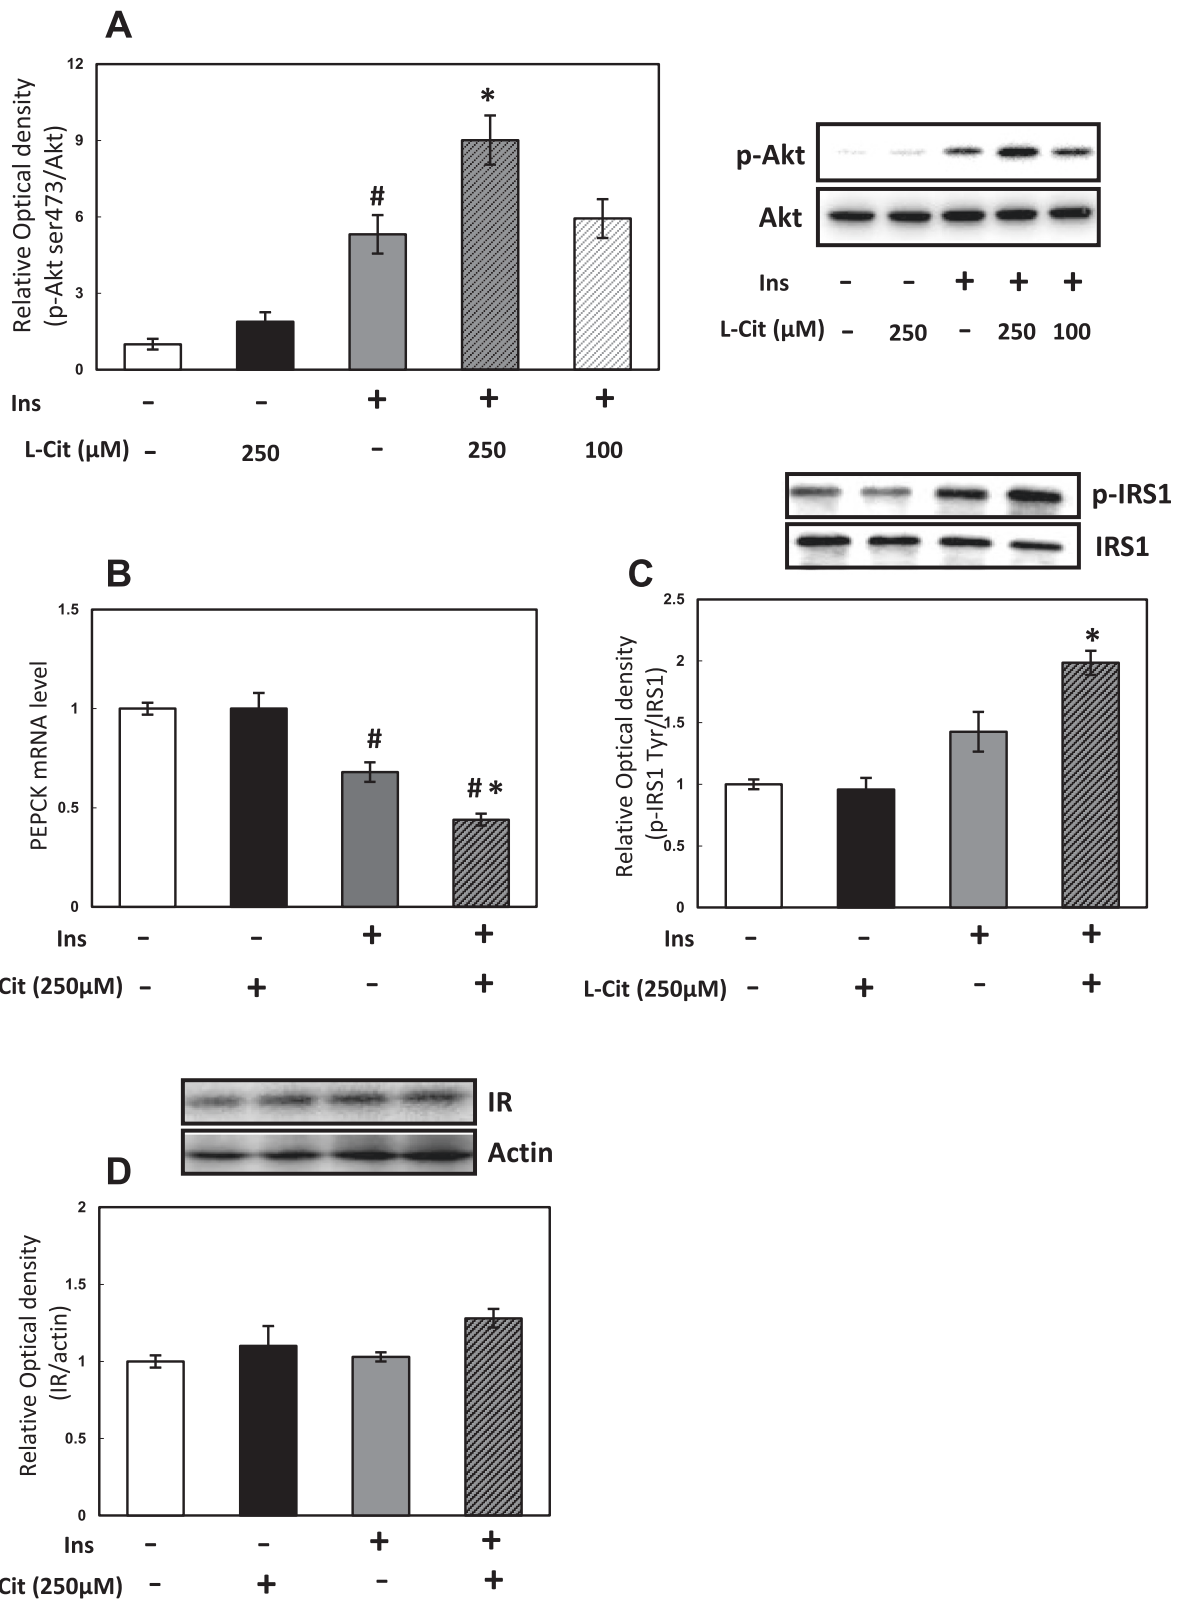 A
Relative Optical density
(p-Akt ser473/Akt)
12
9
6
3
0
#
*
Ins - - + + +
L-Cit (µM) - 250 - 250 100
p-Akt
Akt
Ins - - + + +
L-Cit (µM) - 250 - 250 100
B
PEPCK mRNA level
1.5
1
0.5
0
#
# *
Ins - - + +
Cit (250µM) - + - +
p-IRS1
IRS1
C
Relative Optical density
(p-IRS1 Tyr/IRS1)
2.5
2
1.5
1
0.5
0
*
Ins - - + +
L-Cit (250µM) - + - +
IR
Actin
D
Relative Optical density
(IR/actin)
2
1.5
1
0.5
0
Ins - - + +
Cit (250µM) - + - +